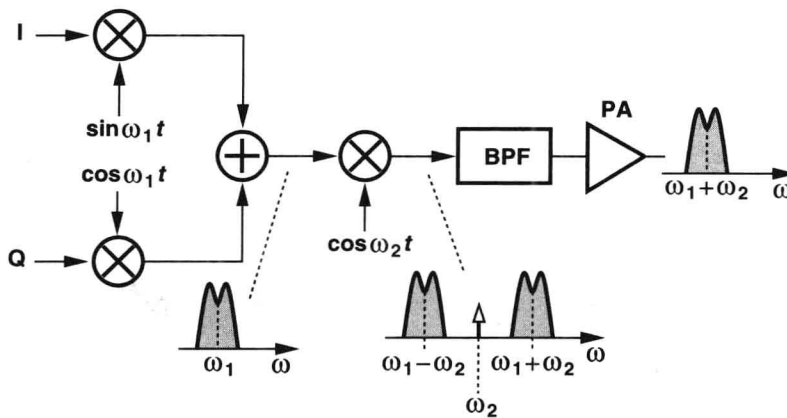 I
sin ω₁t
cos ω₁t
Q
cos ω₂t
BPF
PA
ω₁+ω₂
ω
ω₁
ω
ω₁−ω₂
ω₂
ω₁+ω₂
ω